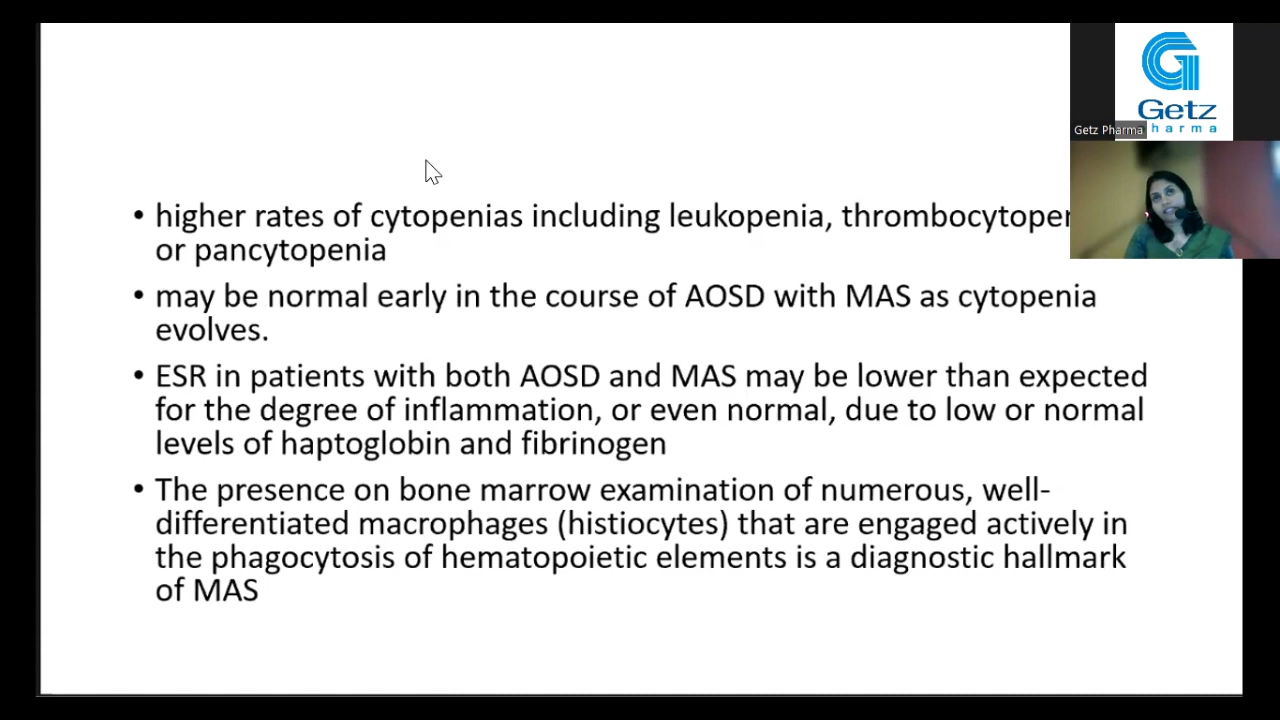 • higher rates of cytopenias including leukopenia,
or pancytopenia
• may be normal early in the course of AOSD with MAS as cytopenia
evolves.
• ESR in patients with both AOSD and MAS may be lower than expected
for the degree of inflammation, or even normal, due to low or normal
levels of haptoglobin and fibrinogen
• The presence on bone marrow examination of numerous, well-
differentiated macrophages (histiocytes) that are engaged actively in
the phagocytosis of hematopoietic elements is a diagnostic hallmark
of MAS
Getz
Getz Pharma